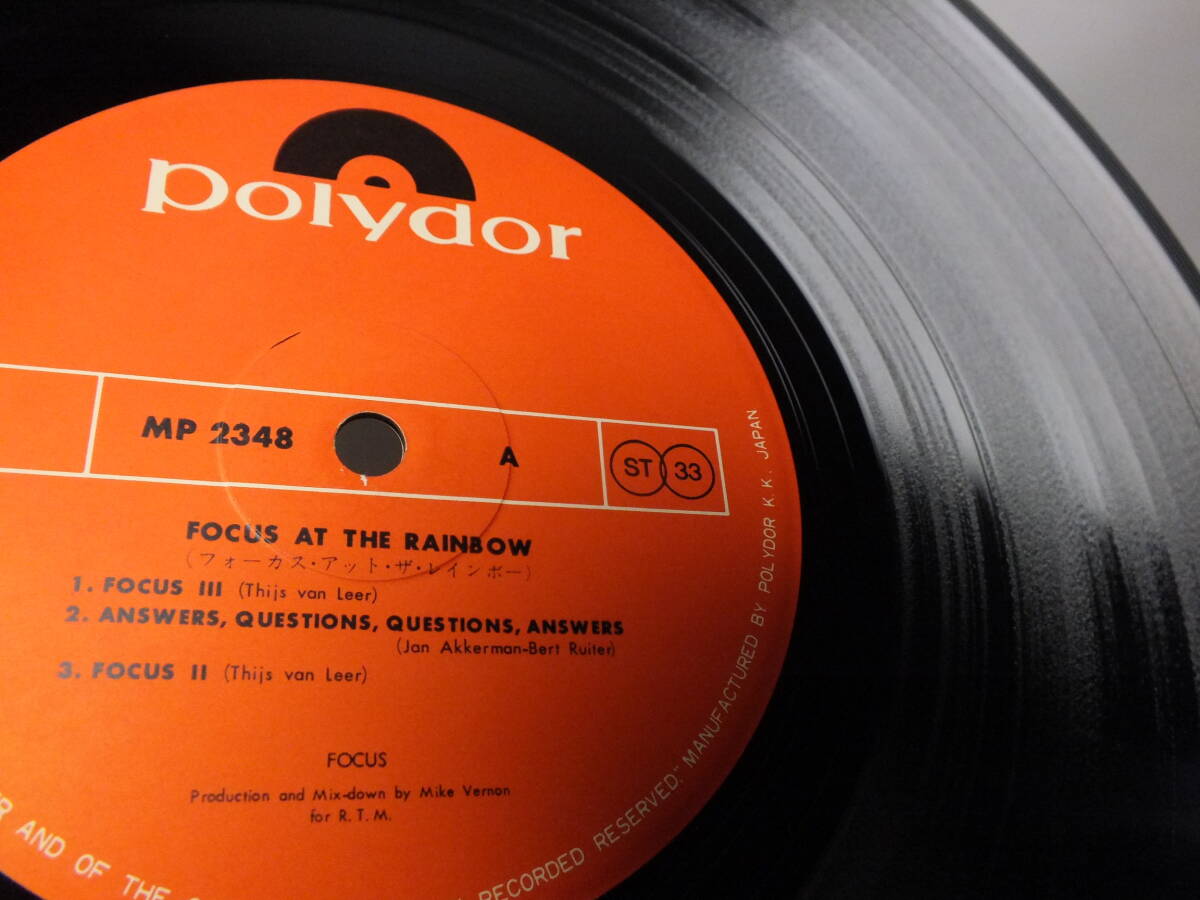 polydor
MP 2348 A ST 33
FOCUS AT THE RAINBOW
(フォーカス・アット・ザ・レインボー)
1. FOCUS III (Thijs van Leer)
2. ANSWERS, QUESTIONS, QUESTIONS, ANSWERS
(Jan Akkerman-Bert Ruiter)
3. FOCUS II (Thijs van Leer)
FOCUS
Production and Mix-down by Mike Vernon
for R.T.M.
AND OF THE
RECORDED RESERVED." MANUFACTURED BY POLYDOR K.K. JAPAN